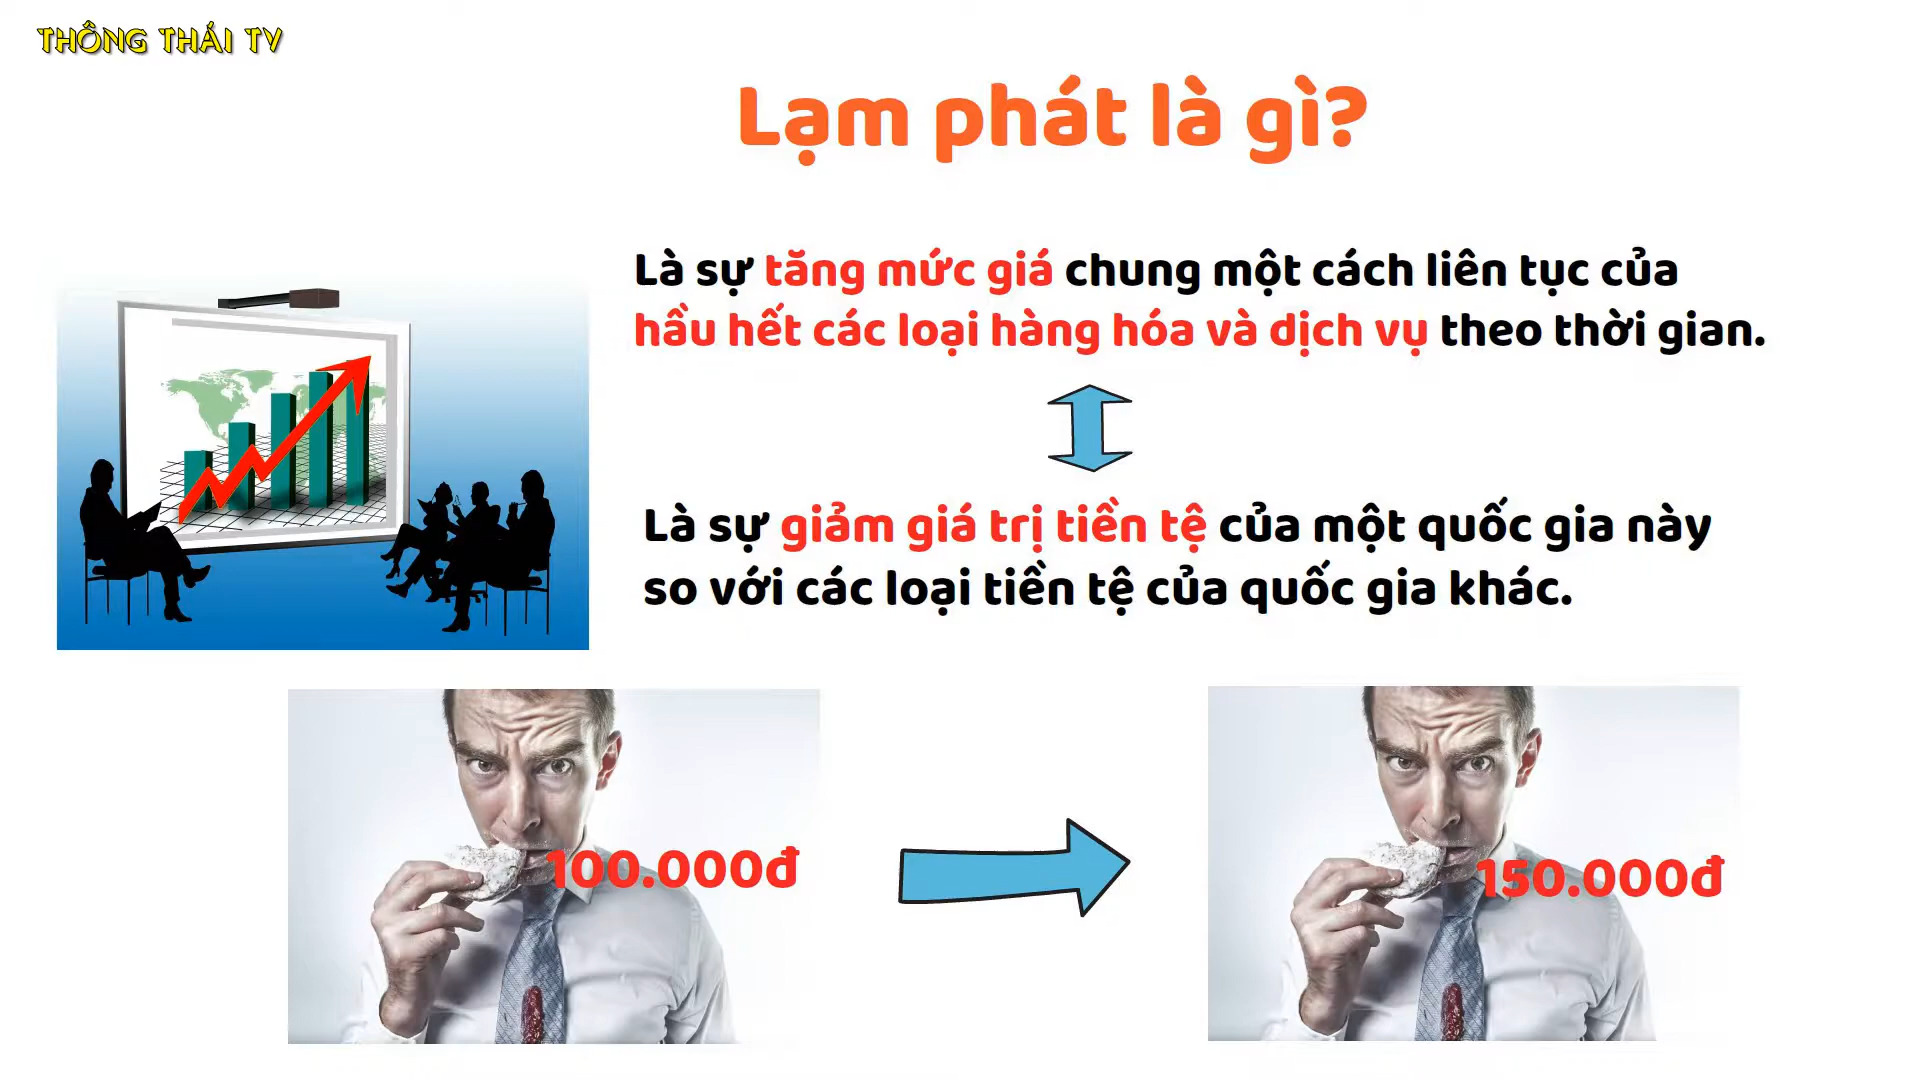 THÔNG THÁI TV
Lạm phát là gì?
Là sự tăng mức giá chung một cách liên tục của
hầu hết các loại hàng hóa và dịch vụ theo thời gian.
Là sự giảm giá trị tiền tệ của một quốc gia này
so với các loại tiền tệ của quốc gia khác.
100.000đ
150.000đ